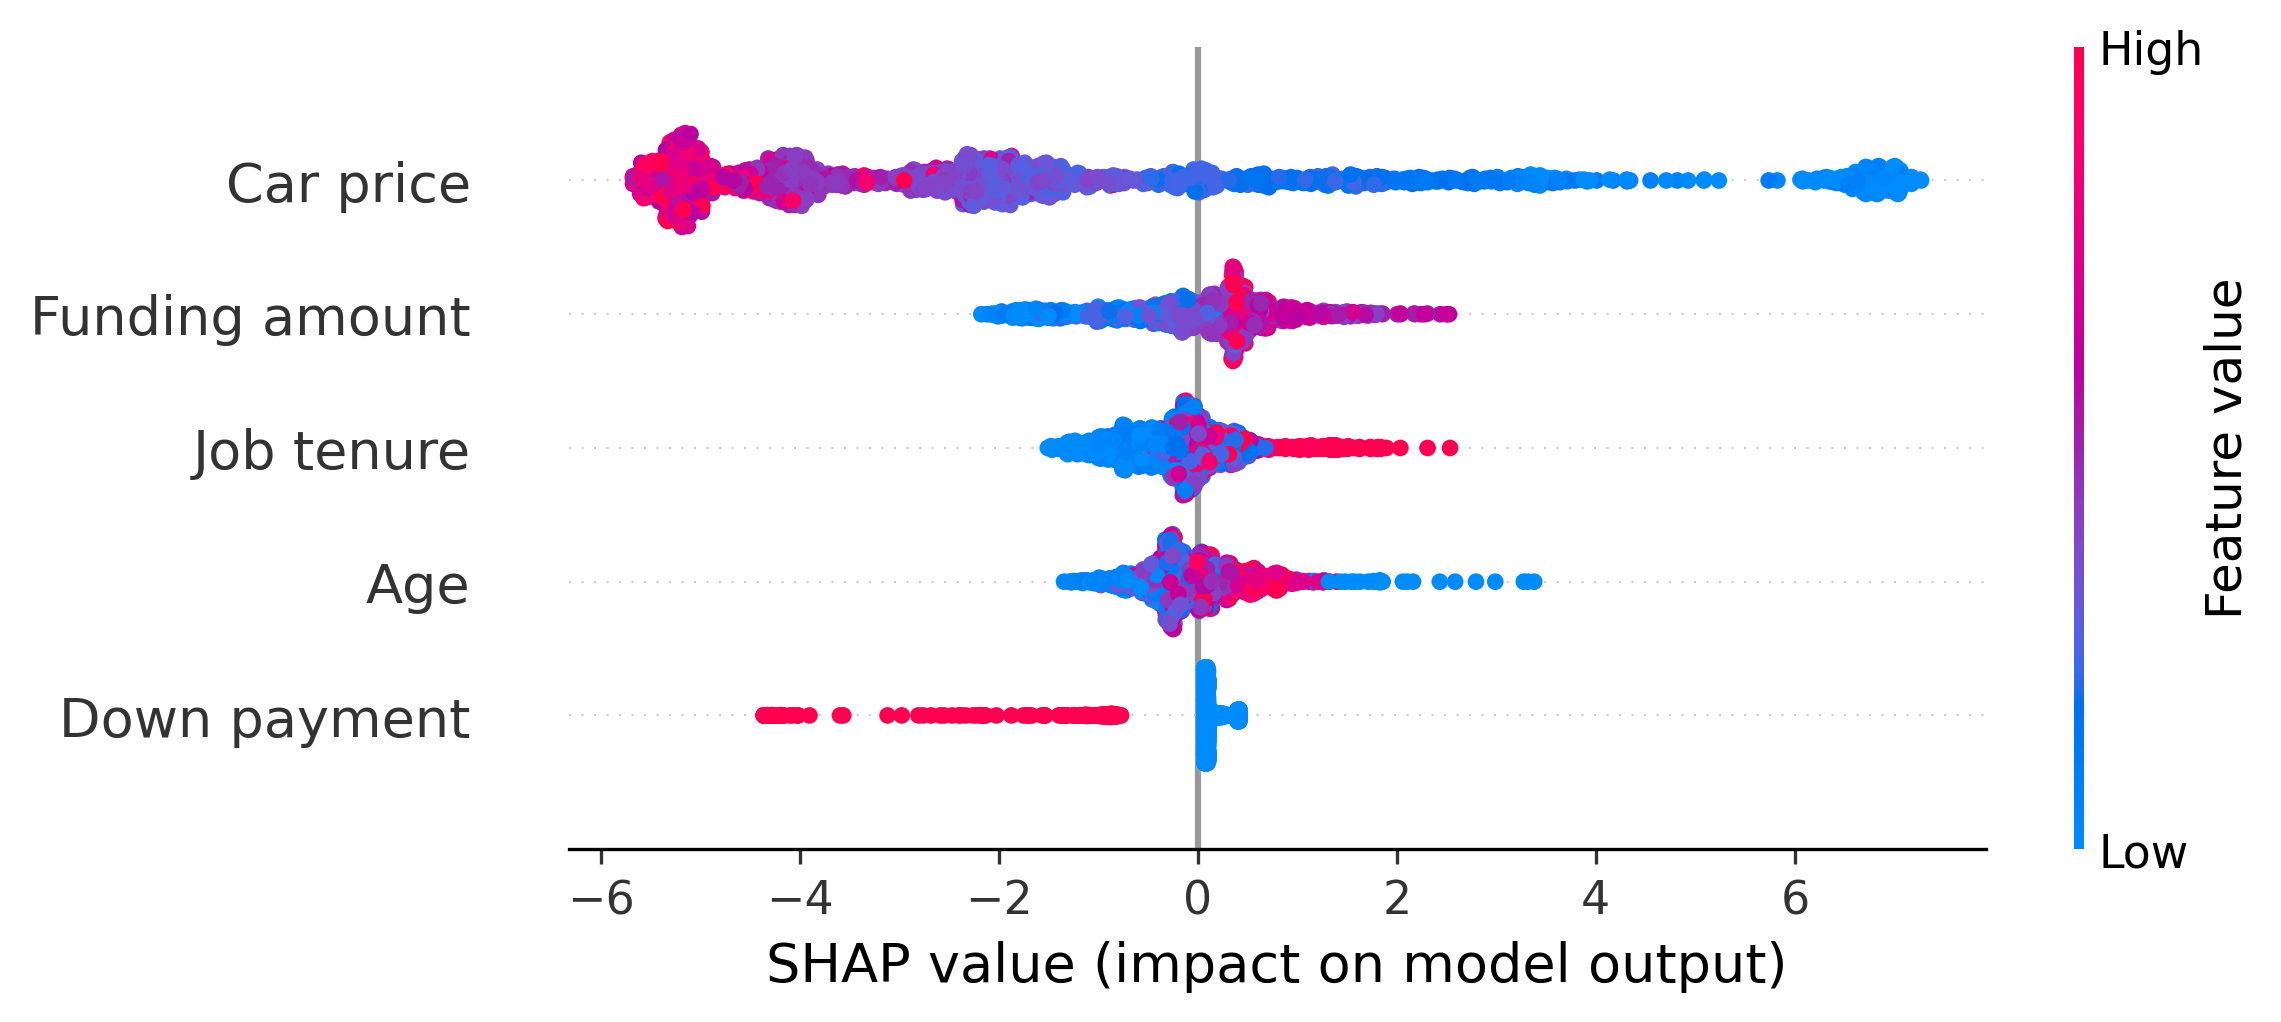 High
Car price
Funding amount
Job tenure
Age
Down payment
Feature value
Low
−6 −4 −2 0 2 4 6
SHAP value (impact on model output)